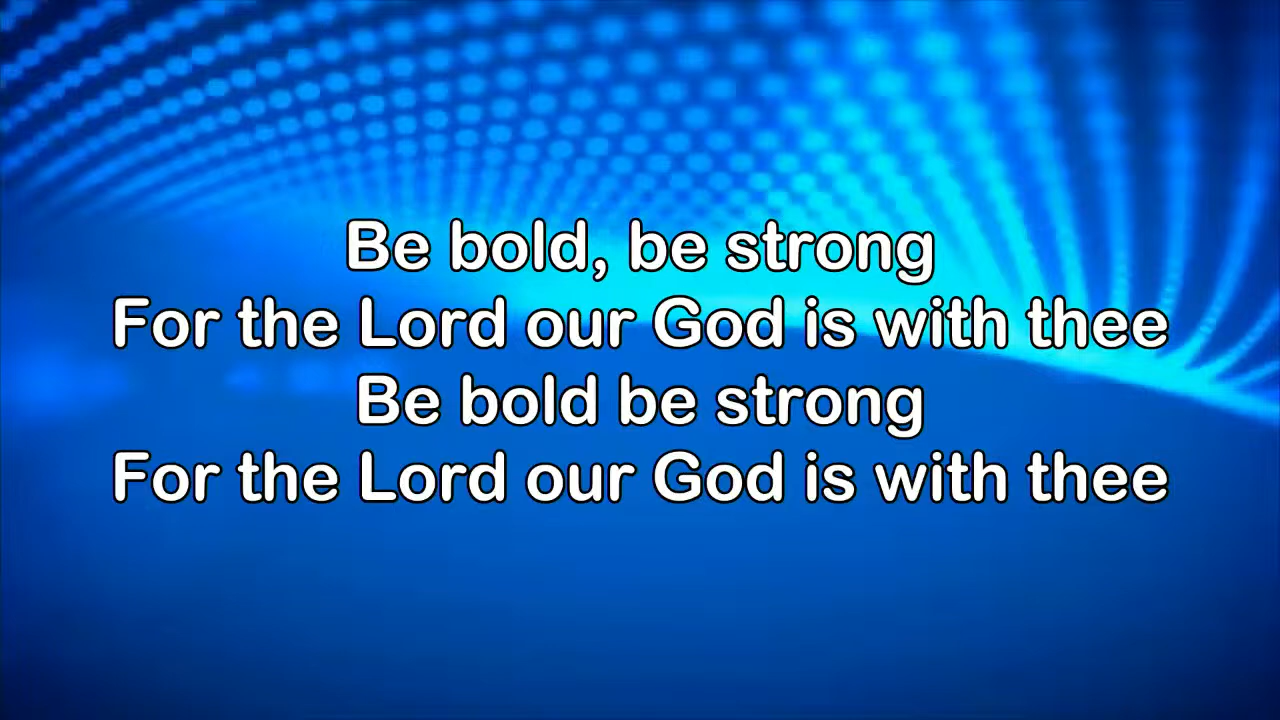 Be bold, be strong
For the Lord our God is with thee
Be bold be strong
For the Lord our God is with thee